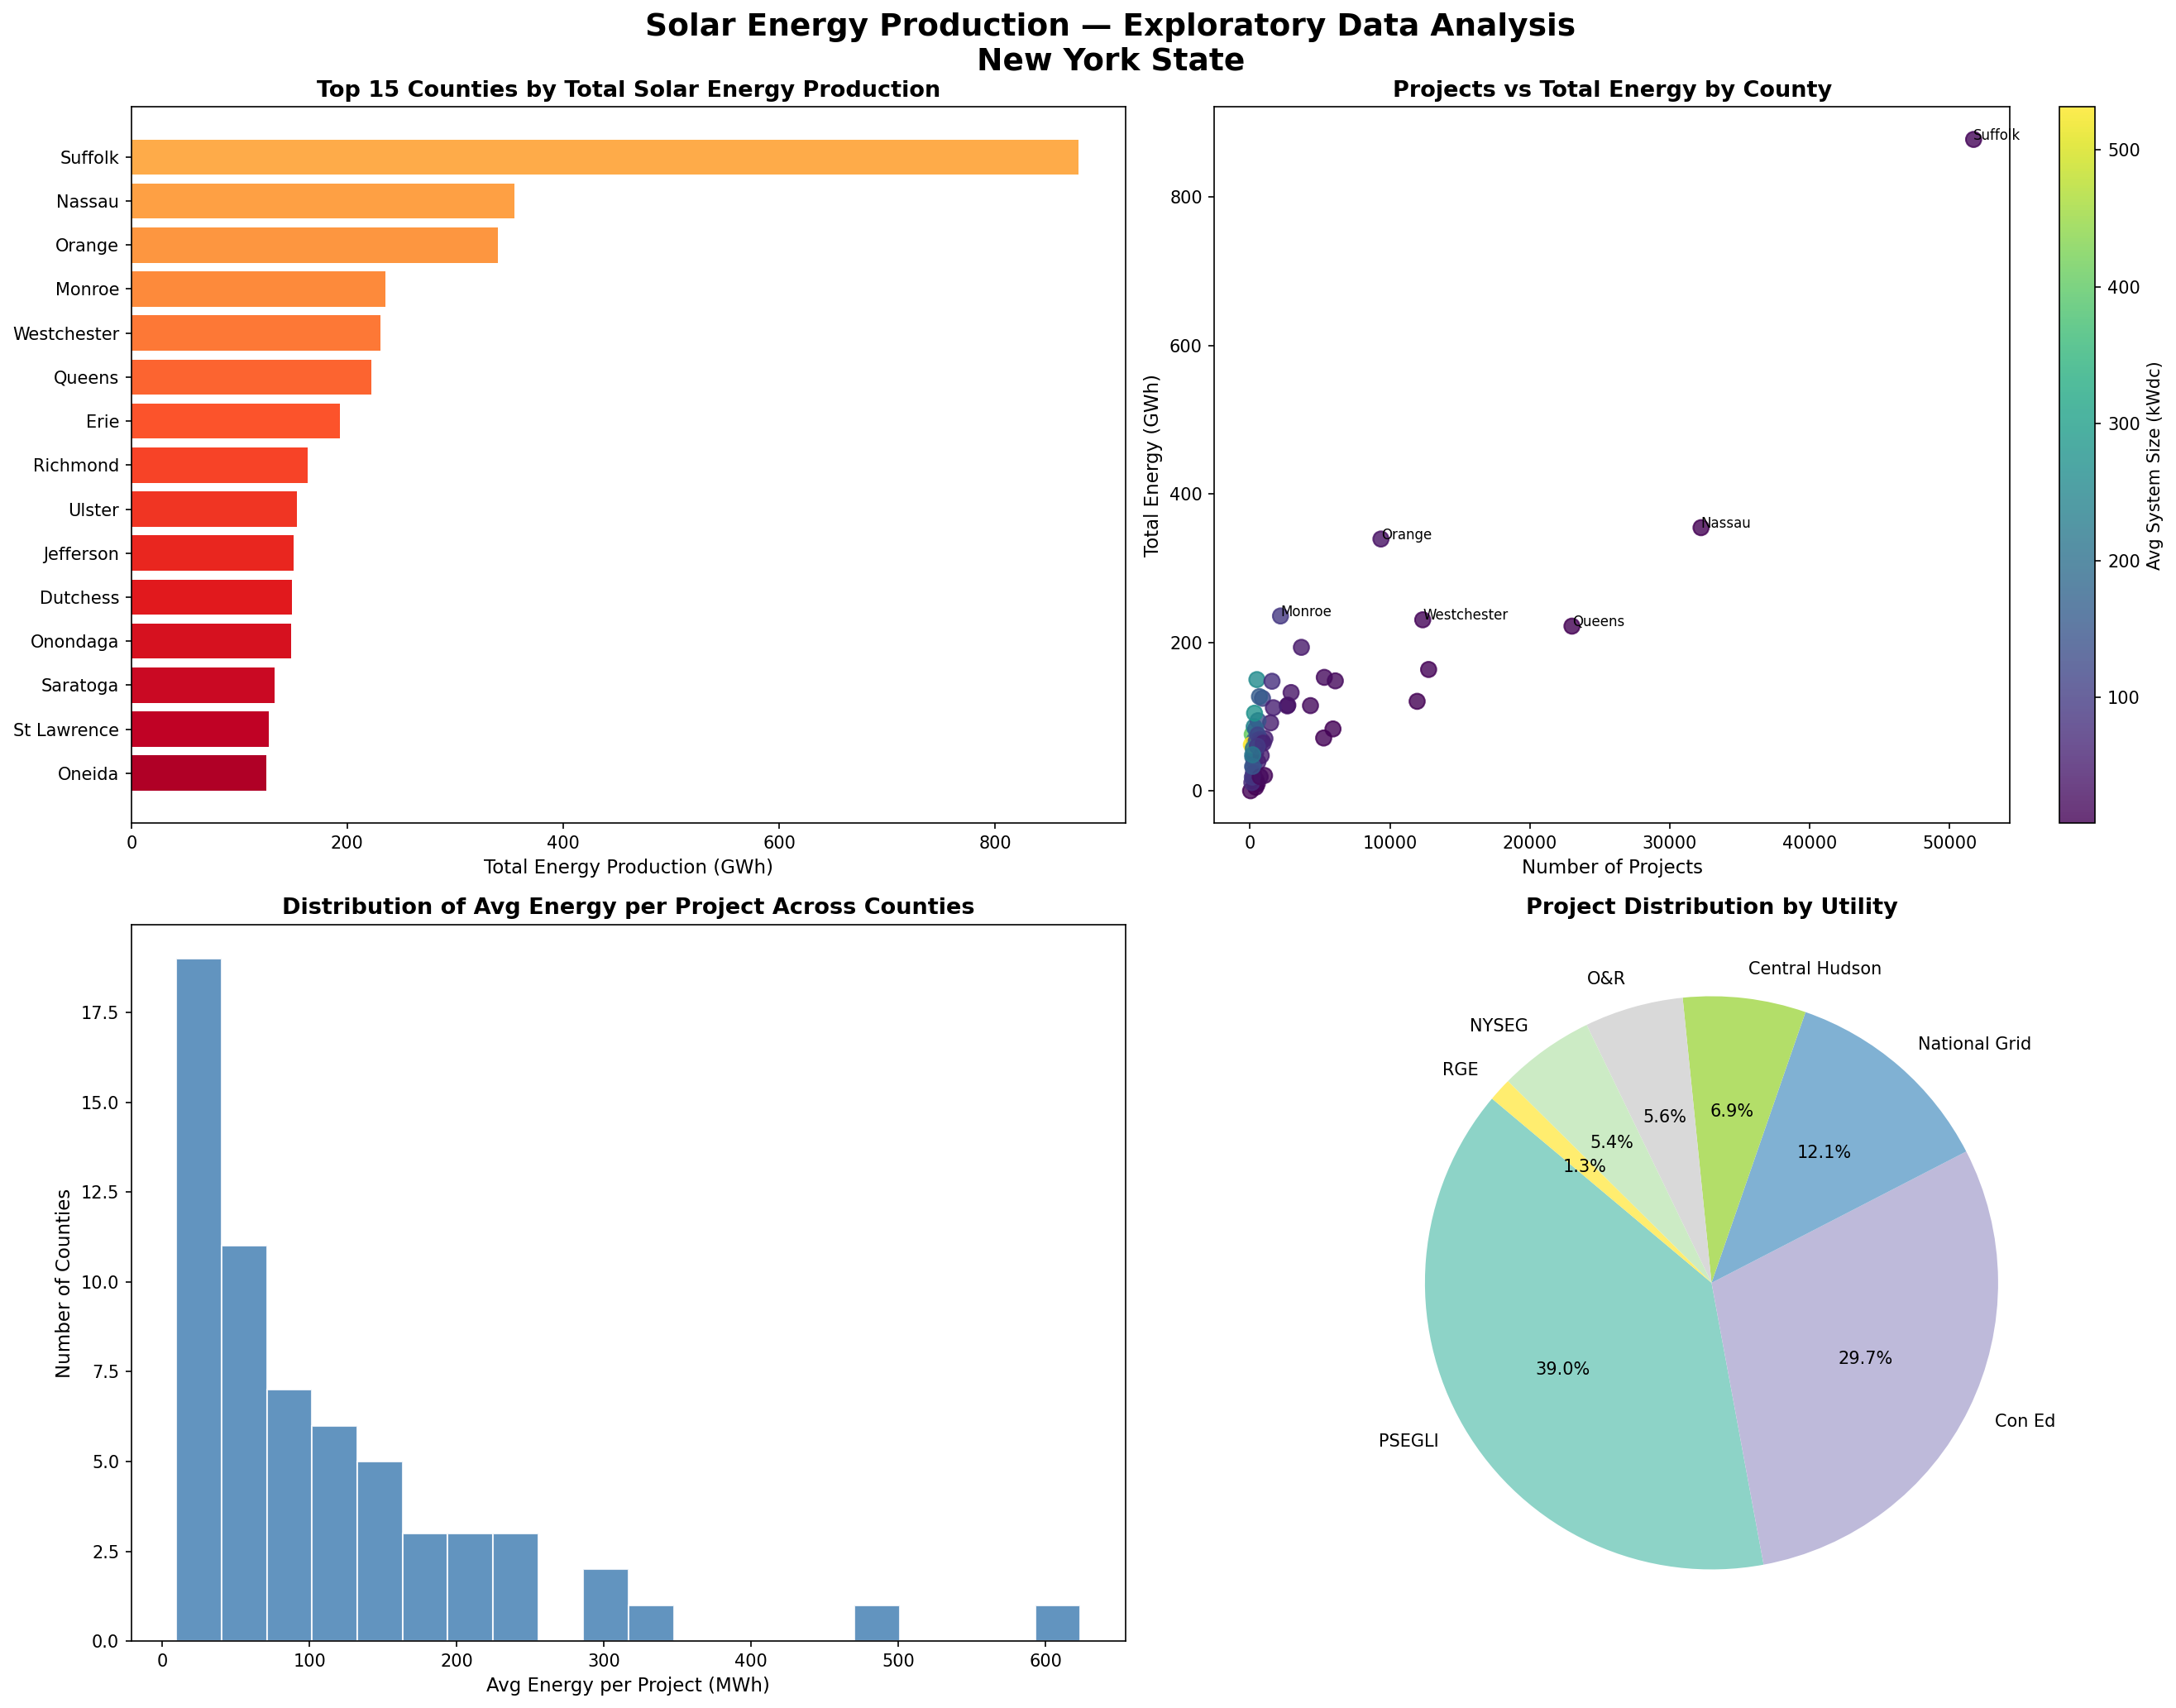 Solar Energy Production — Exploratory Data Analysis
New York State
Top 15 Counties by Total Solar Energy Production
Suffolk
Nassau
Orange
Monroe
Westchester
Queens
Erie
Richmond
Ulster
Jefferson
Dutchess
Onondaga
Saratoga
St Lawrence
Oneida
0 200 400 600 800
Total Energy Production (GWh)
Projects vs Total Energy by County
Total Energy (GWh)
800
600
400
200
0
Suffolk
Nassau
Orange
Monroe
Westchester
Queens
0 10000 20000 30000 40000 50000
Number of Projects
500
400
300
200
100
Avg System Size (kWdc)
Distribution of Avg Energy per Project Across Counties
Number of Counties
17.5
15.0
12.5
10.0
7.5
5.0
2.5
0.0
0 100 200 300 400 500 600
Avg Energy per Project (MWh)
Project Distribution by Utility
Central Hudson
O&R
NYSEG
National Grid
RGE
6.9%
5.6%
5.4%
12.1%
1.3%
29.7%
39.0%
Con Ed
PSEGLI